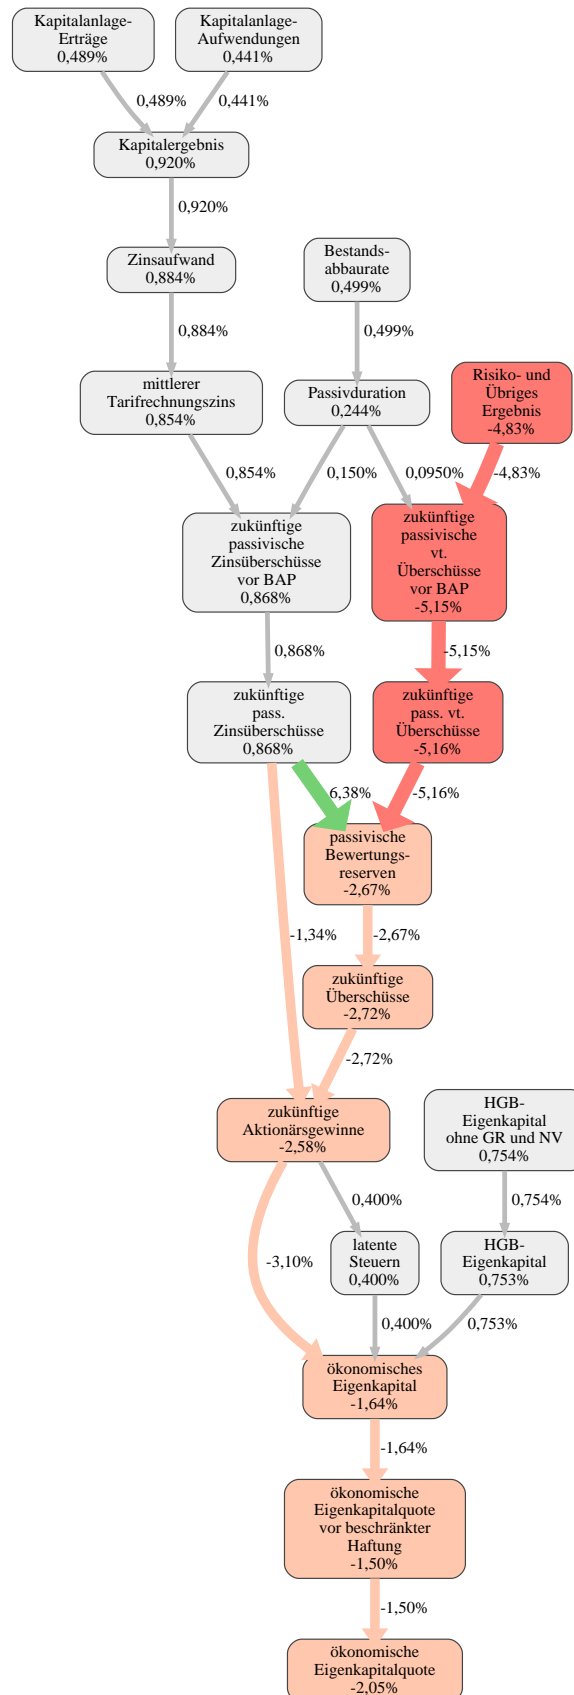 Kapitalanlage-
Erträge
0,489%
Kapitalanlage-
Aufwendungen
0,441%
0,489%
0,441%
Kapitalergebnis
0,920%
0,920%
Zinsaufwand
0,884%
Bestands-
abbaurate
0,499%
0,884%
0,499%
mittlerer
Tarifrechnungszins
0,854%
Passivduration
0,244%
Risiko- und
Übriges
Ergebnis
-4,83%
0,854%
0,150%
0,0950%
-4,83%
zukünftige
passivische
Zinsüberschüsse
vor BAP
0,868%
zukünftige
passivische
vt.
Überschüsse
vor BAP
-5,15%
0,868%
-5,15%
zukünftige
pass.
Zinsüberschüsse
0,868%
zukünftige
pass. vt.
Überschüsse
-5,16%
6,38%
-5,16%
passivische
Bewertungs-
reserven
-2,67%
-1,34%
-2,67%
zukünftige
Überschüsse
-2,72%
-2,72%
zukünftige
Aktionärsgewinne
-2,58%
HGB-
Eigenkapital
ohne GR und NV
0,754%
0,400%
0,754%
-3,10%
latente
Steuern
0,400%
HGB-
Eigenkapital
0,753%
0,400%
0,753%
ökonomisches
Eigenkapital
-1,64%
-1,64%
ökonomische
Eigenkapitalquote
vor beschränkter
Haftung
-1,50%
-1,50%
ökonomische
Eigenkapitalquote
-2,05%